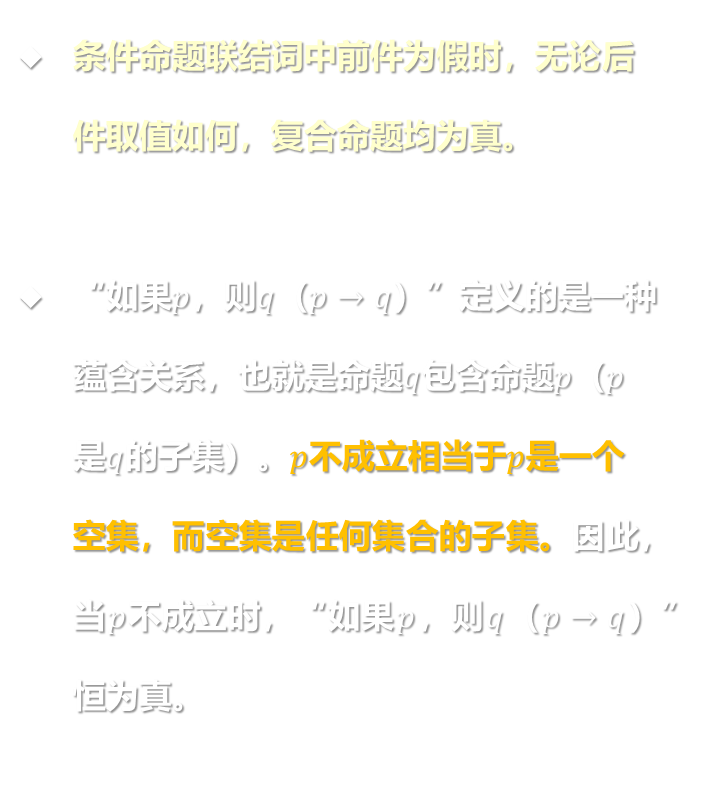 ◆ 条件命题联结词中前件为假时，无论后
件取值如何，复合命题均为真。
◆ “如果p，则q（p → q）”定义的是一种
蕴含关系，也就是命题q包含命题p（p
是q的子集）。p不成立相当于p是一个
空集，而空集是任何集合的子集。因此，
当p不成立时，“如果p，则q（p → q）”
恒为真。